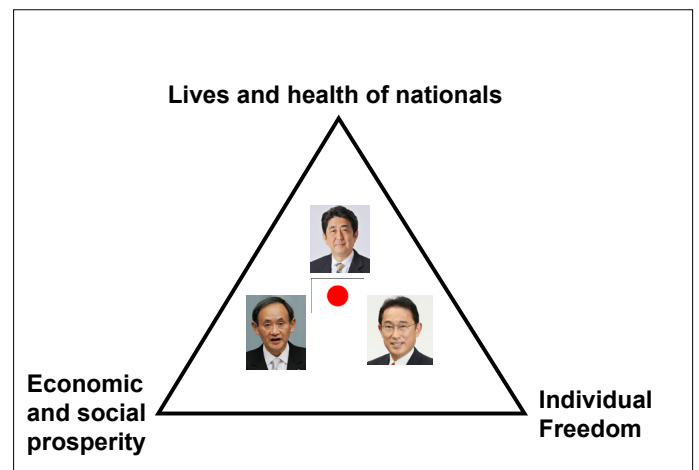 Lives and health of nationals
Economic
and social
prosperity
Individual
Freedom